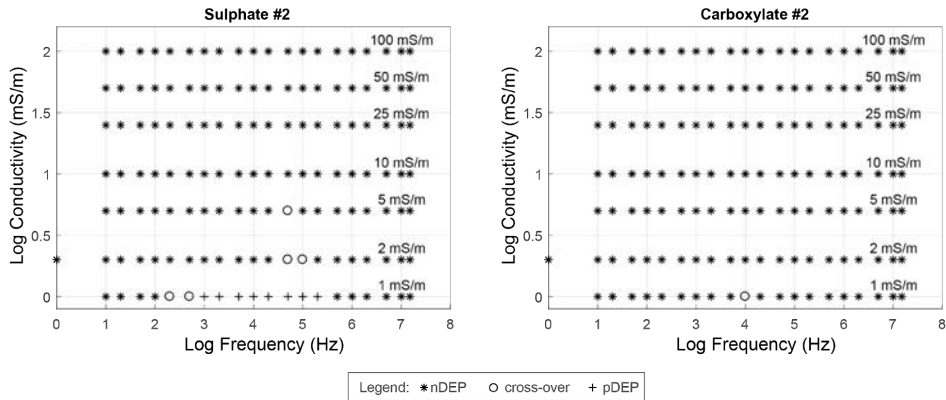 Sulphate #2
100 mS/m
50 mS/m
25 mS/m
10 mS/m
5 mS/m
2 mS/m
1 mS/m
2
1.5
1
0.5
0
Log Conductivity (mS/m)
0 1 2 3 4 5 6 7 8
Log Frequency (Hz)
Carboxylate #2
100 mS/m
50 mS/m
25 mS/m
10 mS/m
5 mS/m
2 mS/m
1 mS/m
2
1.5
1
0.5
0
Log Conductivity (mS/m)
0 1 2 3 4 5 6 7 8
Log Frequency (Hz)
Legend: nDEP cross-over pDEP